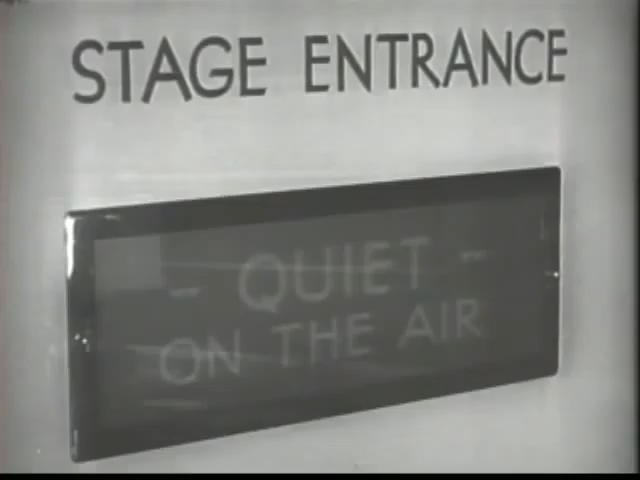 STAGE ENTRANCE
- QUIET -
ON THE AIR